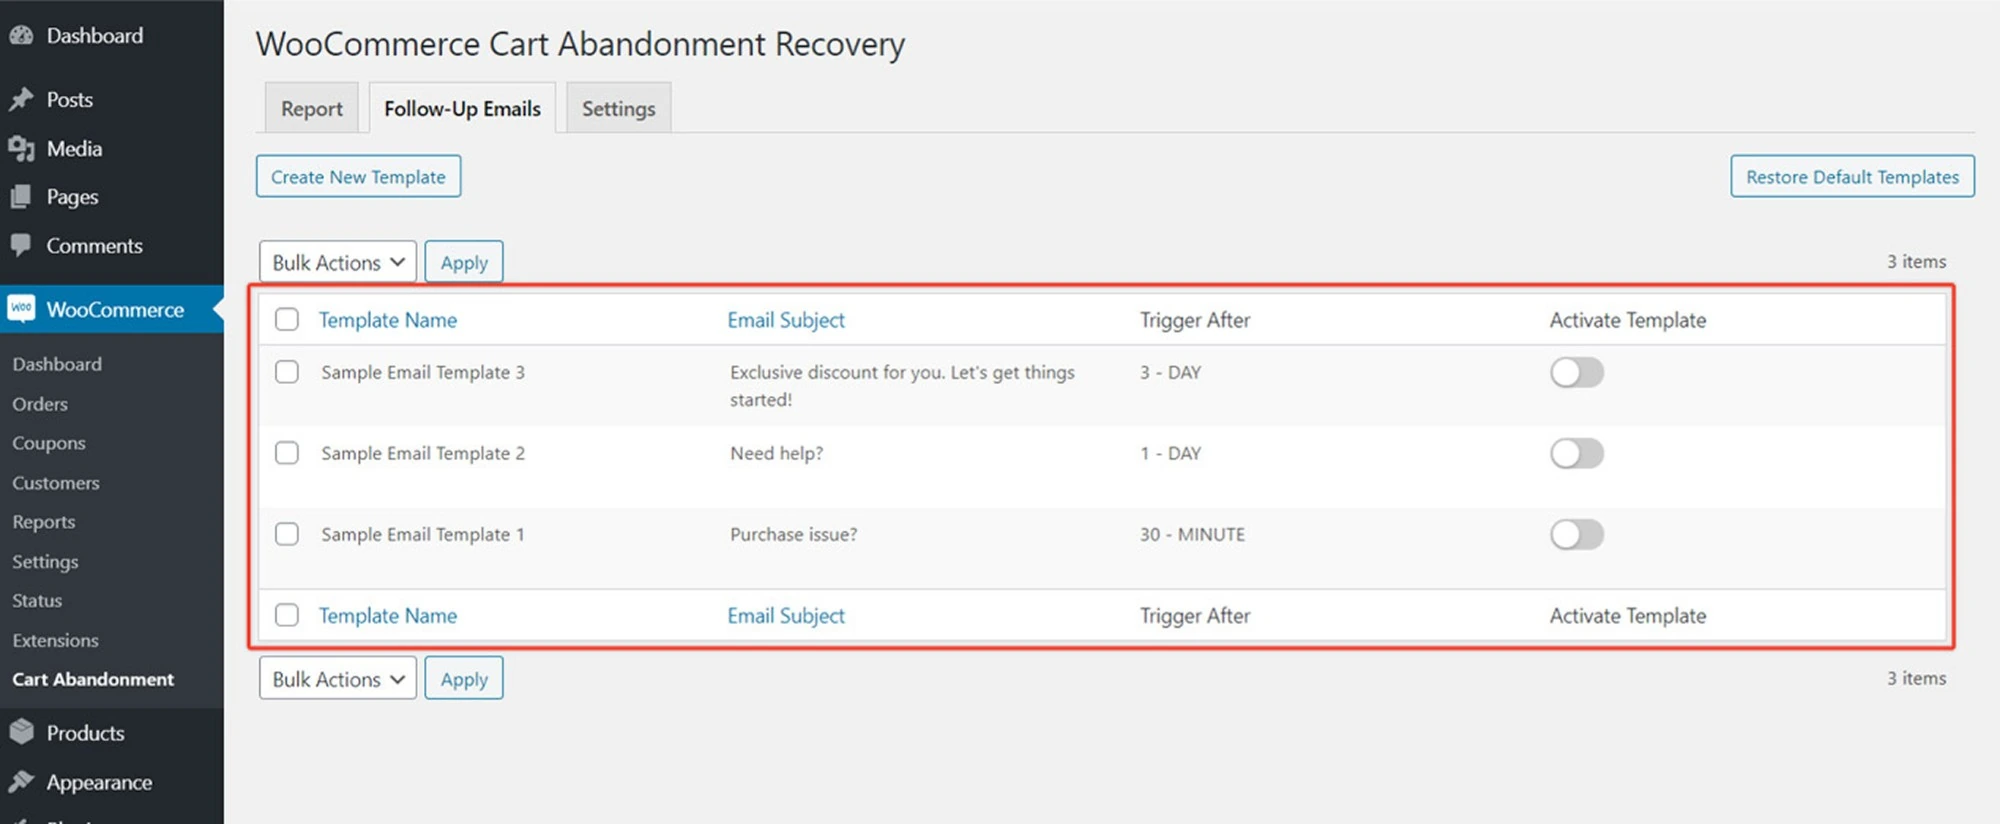 Dashboard
Posts
Media
Pages
Comments
woo WooCommerce
Dashboard
Orders
Coupons
Customers
Reports
Settings
Status
Extensions
Cart Abandonment
Products
Appearance
WooCommerce Cart Abandonment Recovery
Report Follow-Up Emails Settings
Create New Template Restore Default Templates
Bulk Actions Apply 3 items
Template Name Email Subject Trigger After Activate Template
Sample Email Template 3 Exclusive discount for you. Let's get things 3 - DAY
started!
Sample Email Template 2 Need help? 1 - DAY
Sample Email Template 1 Purchase issue? 30 - MINUTE
Template Name Email Subject Trigger After Activate Template
Bulk Actions Apply 3 items